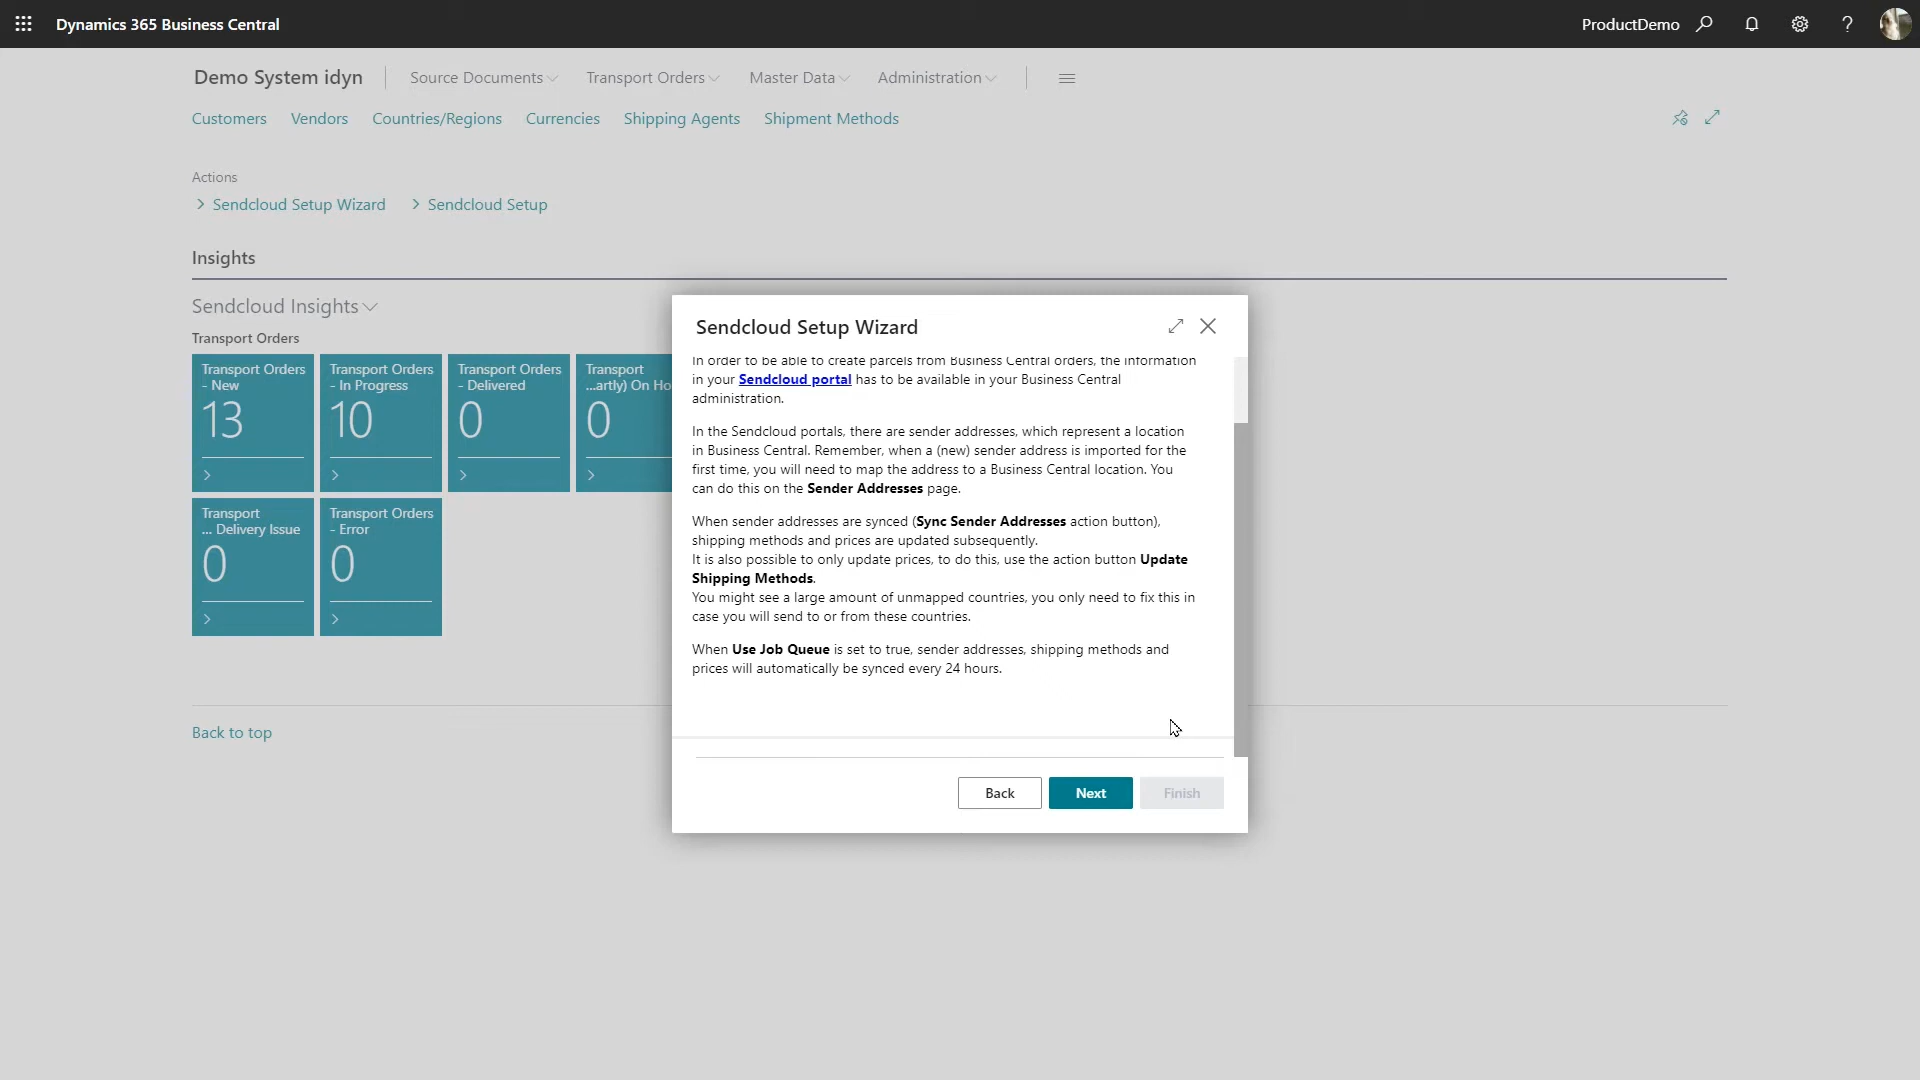 Dynamics 365 Business Central
ProductDemo
Demo System idyn
Source Documents
Transport Orders
Master Data
Administration
Customers
Vendors
Countries/Regions
Currencies
Shipping Agents
Shipment Methods
Actions
Sendcloud Setup Wizard
Sendcloud Setup
Insights
Sendcloud Insights
Transport Orders
Transport Orders
- New
13
Transport Orders
- In Progress
10
Transport Orders
- Delivered
0
Transport
...artly) On Ho
0
Transport
... Delivery Issue
0
Transport Orders
- Error
0
Back to top
Sendcloud Setup Wizard
In order to be able to create parcels from Business Central orders, the information
in your Sendcloud portal has to be available in your Business Central
administration.
In the Sendcloud portals, there are sender addresses, which represent a location
in Business Central. Remember, when a (new) sender address is imported for the
first time, you will need to map the address to a Business Central location. You
can do this on the Sender Addresses page.
When sender addresses are synced (Sync Sender Addresses action button),
shipping methods and prices are updated subsequently.
It is also possible to only update prices, to do this, use the action button Update
Shipping Methods.
You might see a large amount of unmapped countries, you only need to fix this in
case you will send to or from these countries.
When Use Job Queue is set to true, sender addresses, shipping methods and
prices will automatically be synced every 24 hours.
Back
Next
Finish